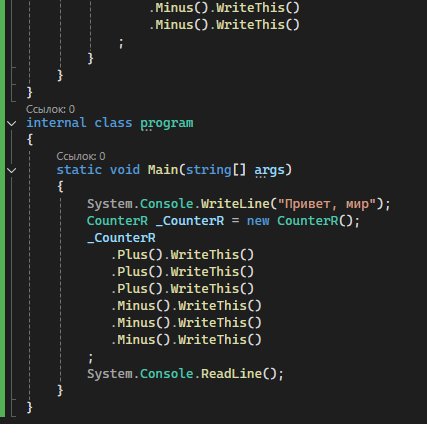 .Minus().WriteThis()
.Minus().WriteThis()
;
}
}
}
Ссылок: 0
internal class program
{
Ссылок: 0
static void Main(string[] args)
{
System.Console.WriteLine("Привет, мир");
CounterR _CounterR = new CounterR();
_CounterR
.Plus().WriteThis()
.Plus().WriteThis()
.Plus().WriteThis()
.Minus().WriteThis()
.Minus().WriteThis()
.Minus().WriteThis()
;
System.Console.ReadLine();
}
}